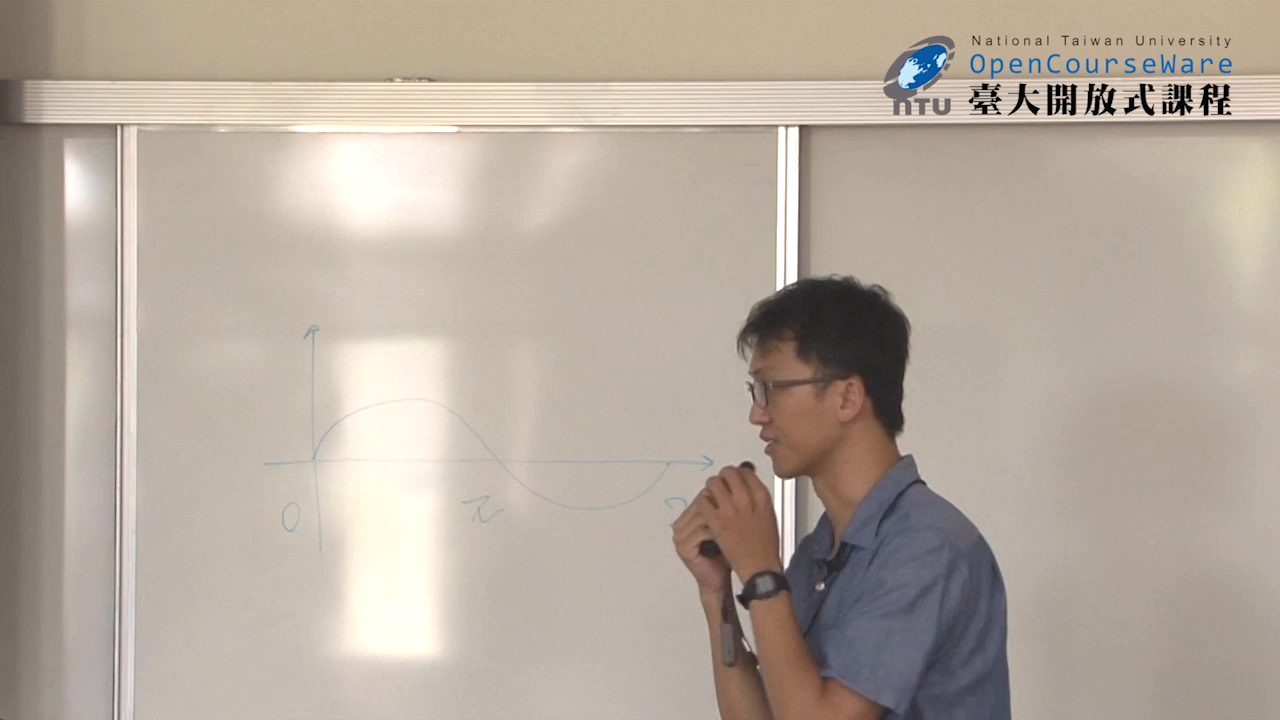 National Taiwan University
OpenCourseWare
臺大開放式課程
NTU
0
π